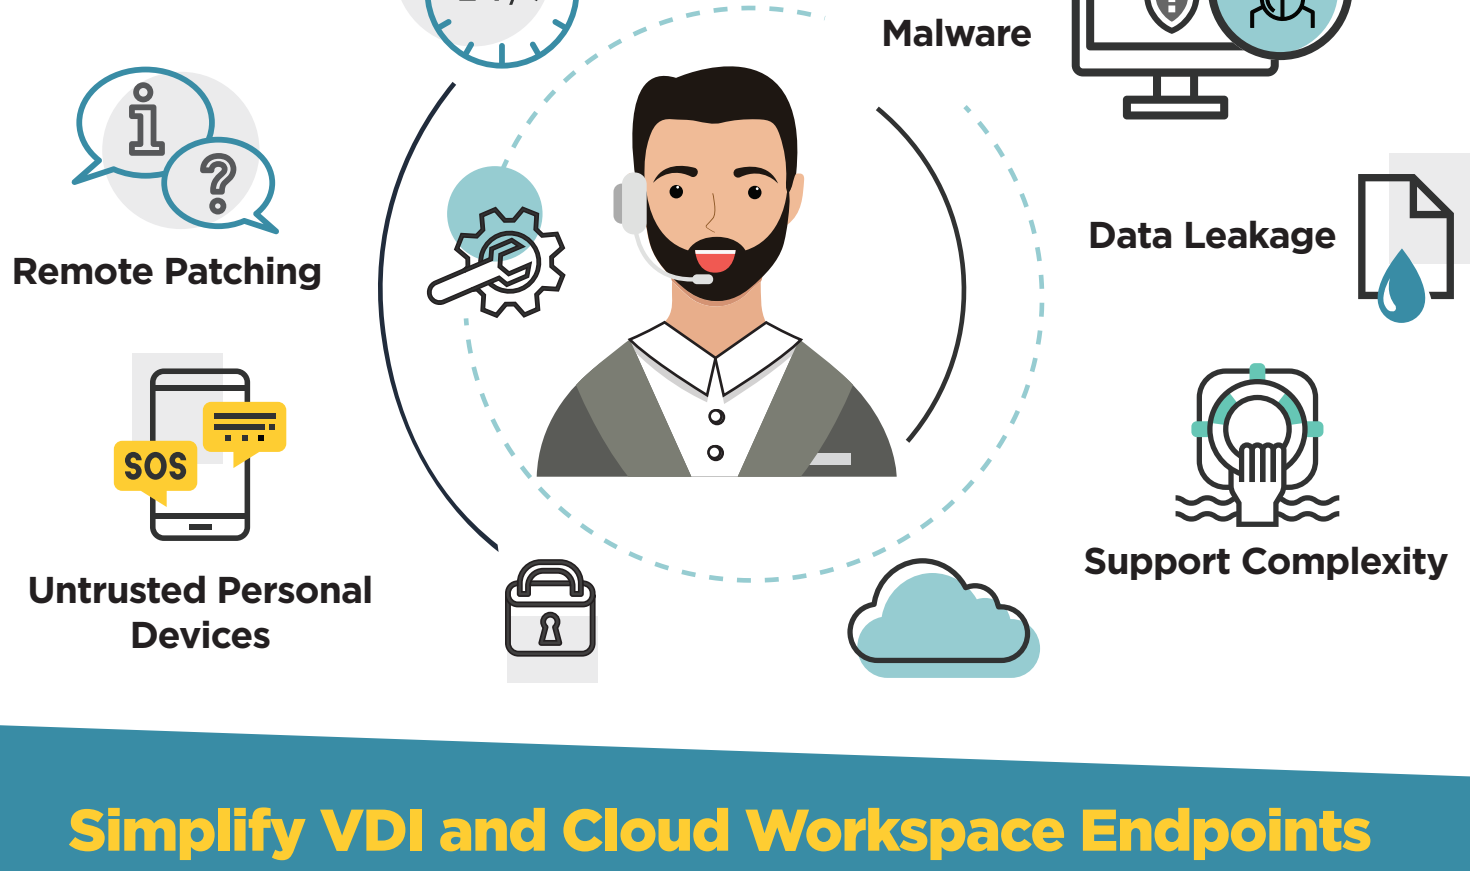 Malware
Remote Patching
Data Leakage
SOS
Untrusted Personal
Devices
Support Complexity
Simplify VDI and Cloud Workspace Endpoints